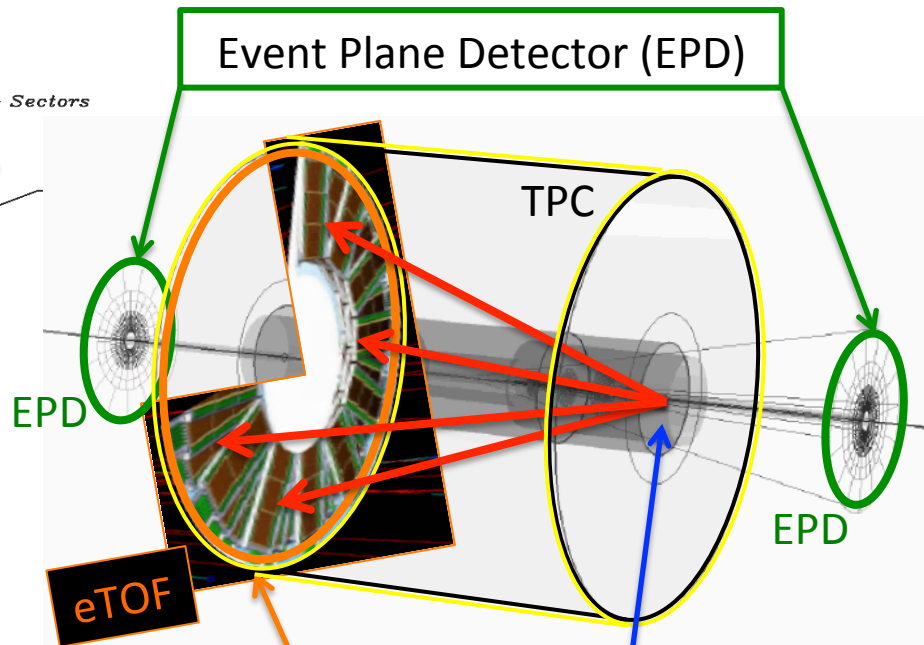 Event Plane Detector (EPD)
Sectors
TPC
EPD
EPD
eTOF